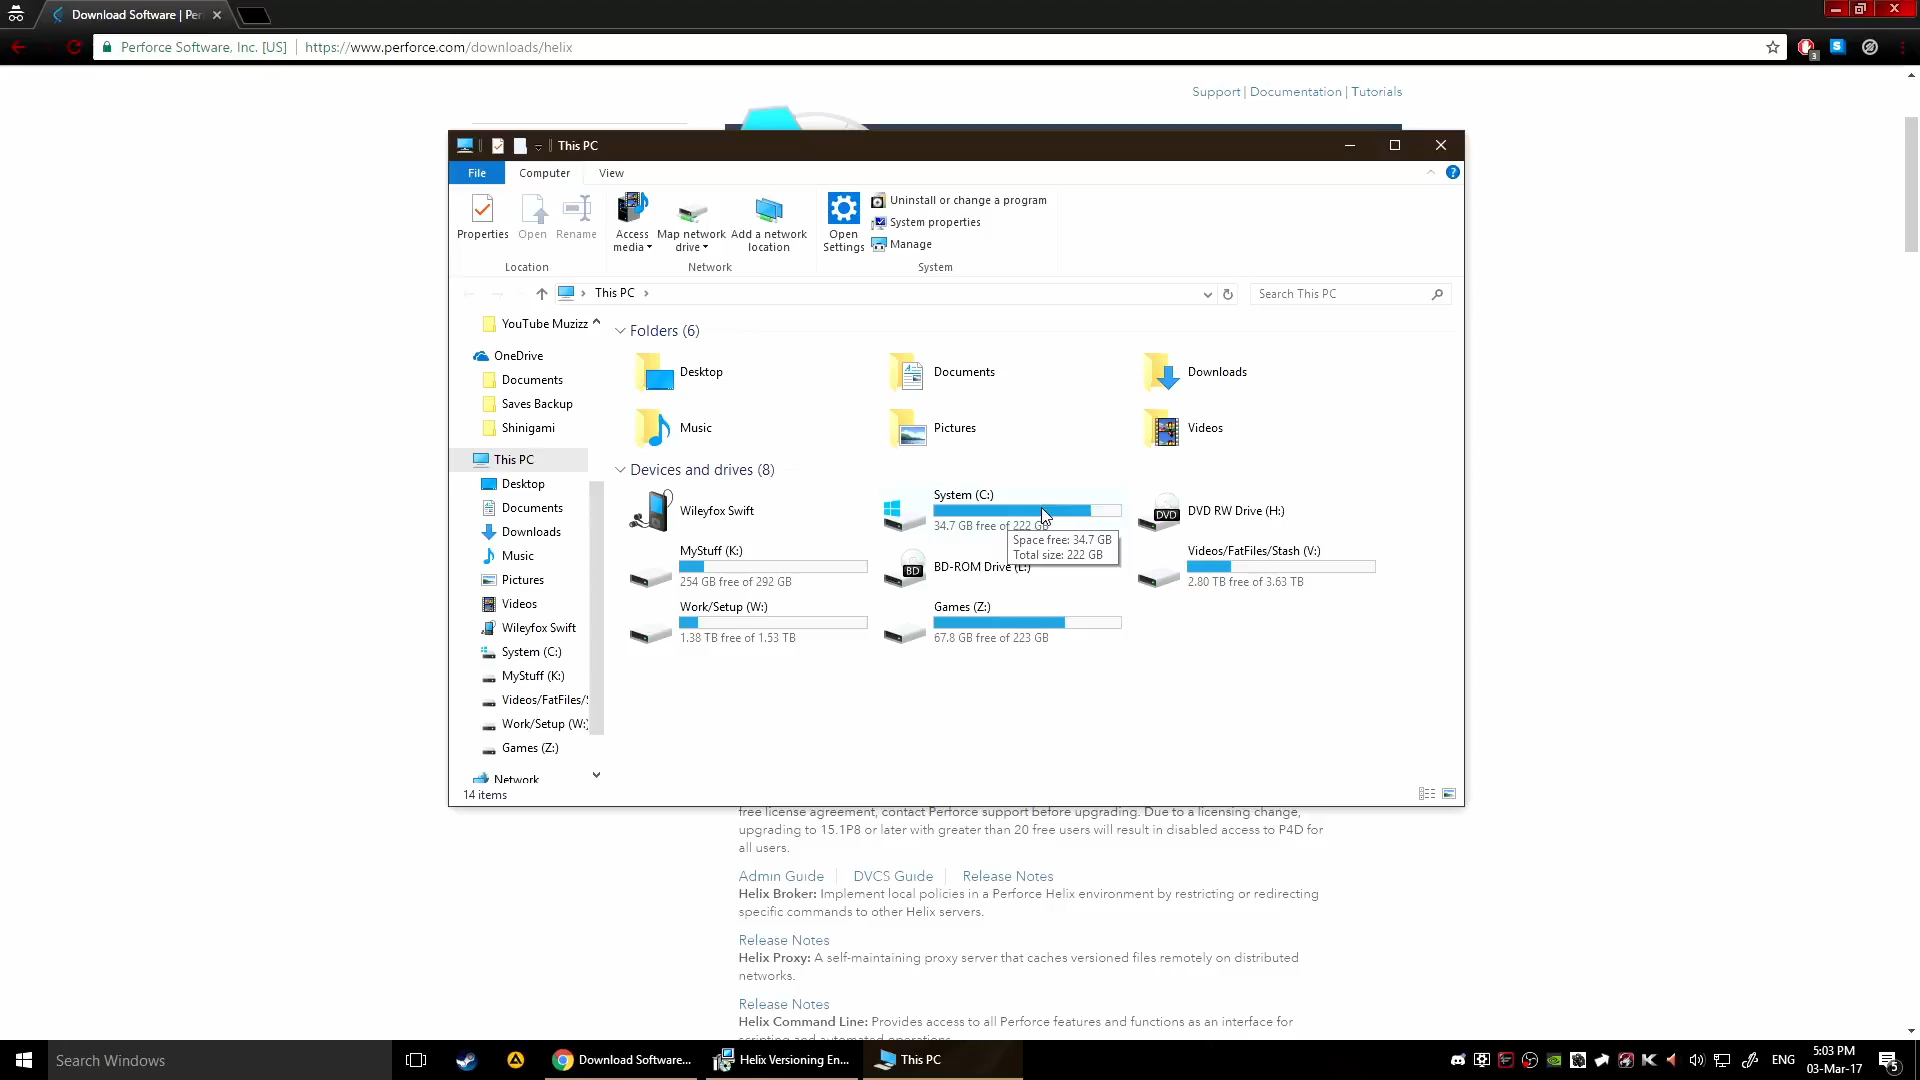 Download Software | Per
Perforce Software, Inc. [US] https://www.perforce.com/downloads/helix
3
Support | Documentation | Tutorials
This PC
File Computer View
Properties Open Rename
Location
Access media
Map network drive
Add a network location
Network
Open Settings
Uninstall or change a program
System properties
Manage
System
This PC
Search This PC
YouTube Muzizz
OneDrive
Documents
Saves Backup
Shinigami
This PC
Desktop
Documents
Downloads
Music
Pictures
Videos
Wileyfox Swift
System (C:)
MyStuff (K:)
Videos/FatFiles/
Work/Setup (W:)
Games (Z:)
Network
Folders (6)
Desktop
Documents
Downloads
Music
Pictures
Videos
Devices and drives (8)
Wileyfox Swift
System (C:)
34.7 GB free of 222 GB
Space free: 34.7 GB
Total size: 222 GB
DVD
DVD RW Drive (H:)
MyStuff (K:)
254 GB free of 292 GB
BD
BD-ROM Drive
Videos/FatFiles/Stash (V:)
2.80 TB free of 3.63 TB
Work/Setup (W:)
1.38 TB free of 1.53 TB
Games (Z:)
67.8 GB free of 223 GB
14 items
free license agreement, contact Perforce support before upgrading. Due to a licensing change,
upgrading to 15.1P8 or later with greater than 20 free users will result in disabled access to P4D for
all users.
Admin Guide DVCS Guide Release Notes
Helix Broker: Implement local policies in a Perforce Helix environment by restricting or redirecting
specific commands to other Helix servers.
Release Notes
Helix Proxy: A self-maintaining proxy server that caches versioned files remotely on distributed
networks.
Release Notes
Helix Command Line: Provides access to all Perforce features and functions as an interface for
scripting and automated operations.
Search Windows
Download Software...
Helix Versioning En...
This PC
ENG
5:03 PM
03-Mar-17
5